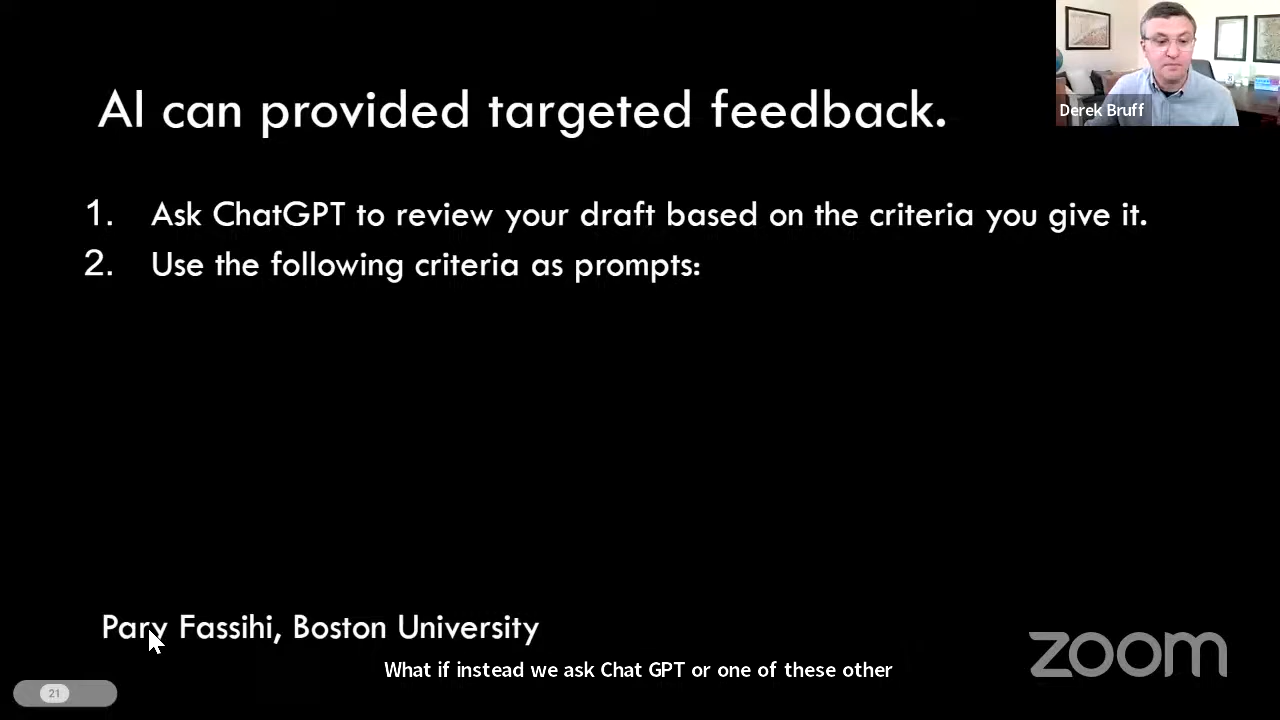 AI can provided targeted feedback.
Derek Bruff
1. Ask ChatGPT to review your draft based on the criteria you give it.
2. Use the following criteria as prompts:
Pary Fassihi, Boston University
What if instead we ask Chat GPT or one of these other
zoom
21